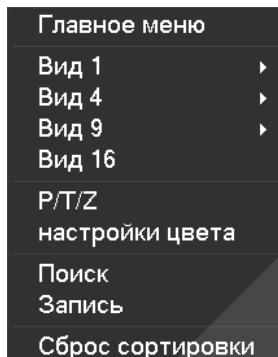 Главное меню
Вид 1
Вид 4
Вид 9
Вид 16
P/T/Z
настройки цвета
Поиск
Запись
Сброс сортировки